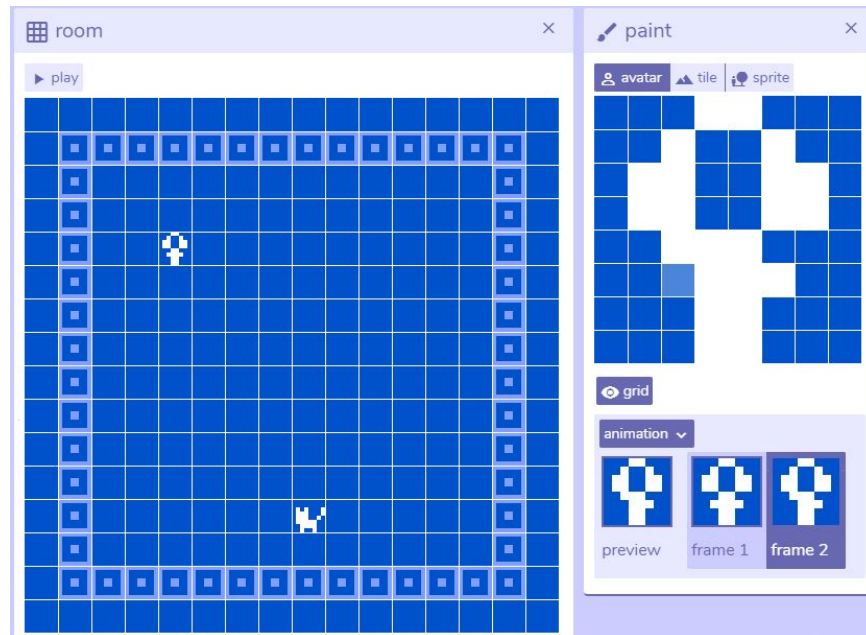 room
play
paint
avatar
tile
sprite
grid
animation
preview
frame 1
frame 2